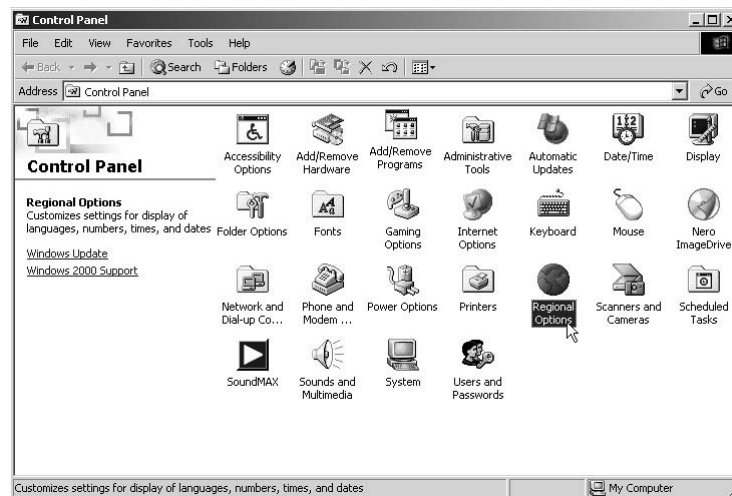 Control Panel
File Edit View Favorites Tools Help
Back Search Folders
Address Control Panel Go
Control Panel
Regional Options
Customizes settings for display of
languages, numbers, times, and dates
Windows Update
Windows 2000 Support
Accessibility
Options
Add/Remove
Hardware
Add/Remove
Programs
Administrative
Tools
Automatic
Updates
Date/Time
Display
Folder Options
Fonts
Gaming
Options
Internet
Options
Keyboard
Mouse
Nero
ImageDrive
Network and
Dial-up Co...
Phone and
Modem ...
Power Options
Printers
Regional
Options
Scanners and
Cameras
Scheduled
Tasks
SoundMAX
Sounds and
Multimedia
System
Users and
Passwords
Customizes settings for display of languages, numbers, times, and dates
My Computer